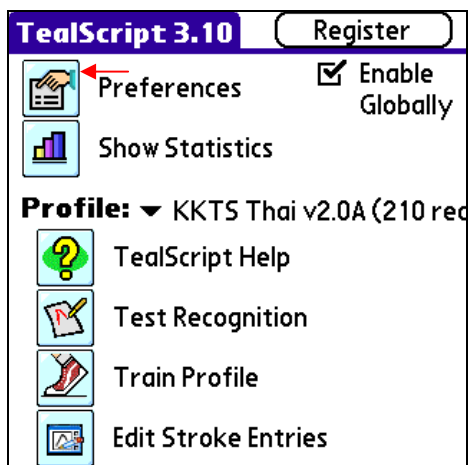 TealScript 3.10 Register
Preferences
Enable
Globally
Show Statistics
Profile: KKTS Thai v2.0A (210 rec
TealScript Help
Test Recognition
Train Profile
Edit Stroke Entries